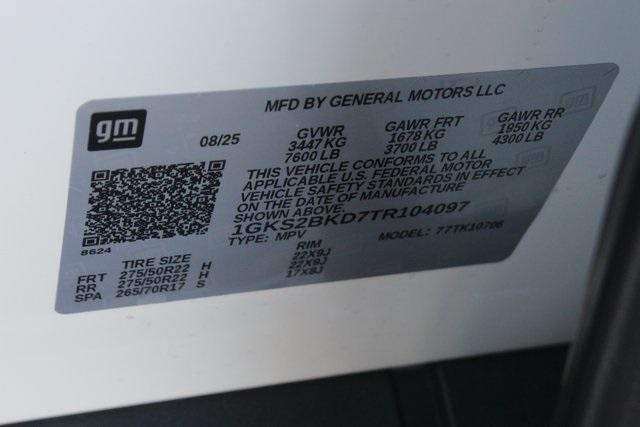 MFD BY GENERAL MOTORS LLC
gm
08/25 GVWR GAWR FRT GAWR RR
3447 KG 1678 KG 1950 KG
7600 LB 3700 LB 4300 LB
THIS VEHICLE CONFORMS TO ALL
APPLICABLE U.S. FEDERAL MOTOR
VEHICLE SAFETY STANDARDS IN EFFECT
ON THE DATE OF MANUFACTURE
SHOWN ABOVE.
1GKS2BKD7TR104097
TYPE: MPV MODEL: 77TK10706
8624
TIRE SIZE RIM
FRT 275/50R22 H 22X9J
RR 275/50R22 H 22X9J
SPA 265/70R17 S 17X8J